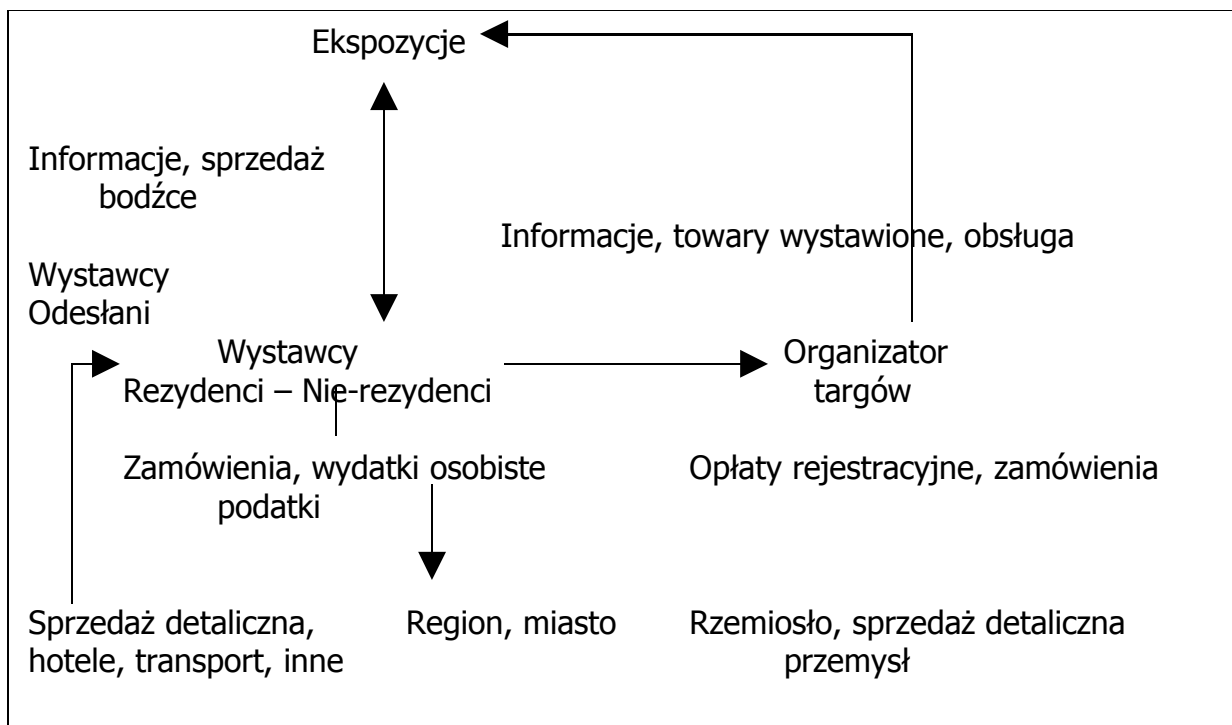 Ekspozycje
Informacje, sprzedaż
bodźce
Informacje, towary wystawione, obsługa
Wystawcy
Odesłani
Wystawcy
Rezydenci – Nie-rezydenci
Organizator
targów
Zamówienia, wydatki osobiste
podatki
Opłaty rejestracyjne, zamówienia
Sprzedaż detaliczna,
hotele, transport, inne
Region, miasto
Rzemiosło, sprzedaż detaliczna
przemysł